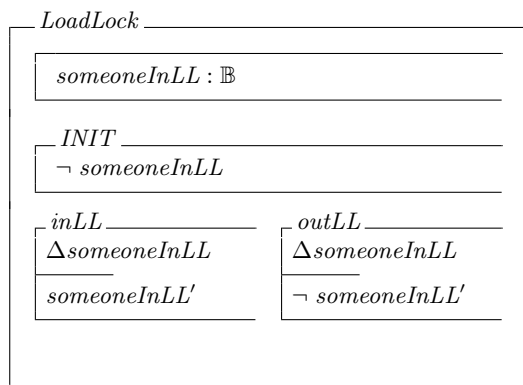 LoadLock
someoneInLL : 𝔹
INIT
¬ someoneInLL
inLL
ΔsomeoneInLL
someoneInLL′
outLL
ΔsomeoneInLL
¬ someoneInLL′